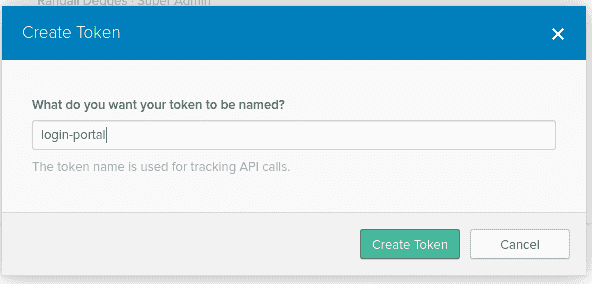 Randall Degges · Super Admin
Create Token
What do you want your token to be named?
login-portal
The token name is used for tracking API calls.
Create Token
Cancel